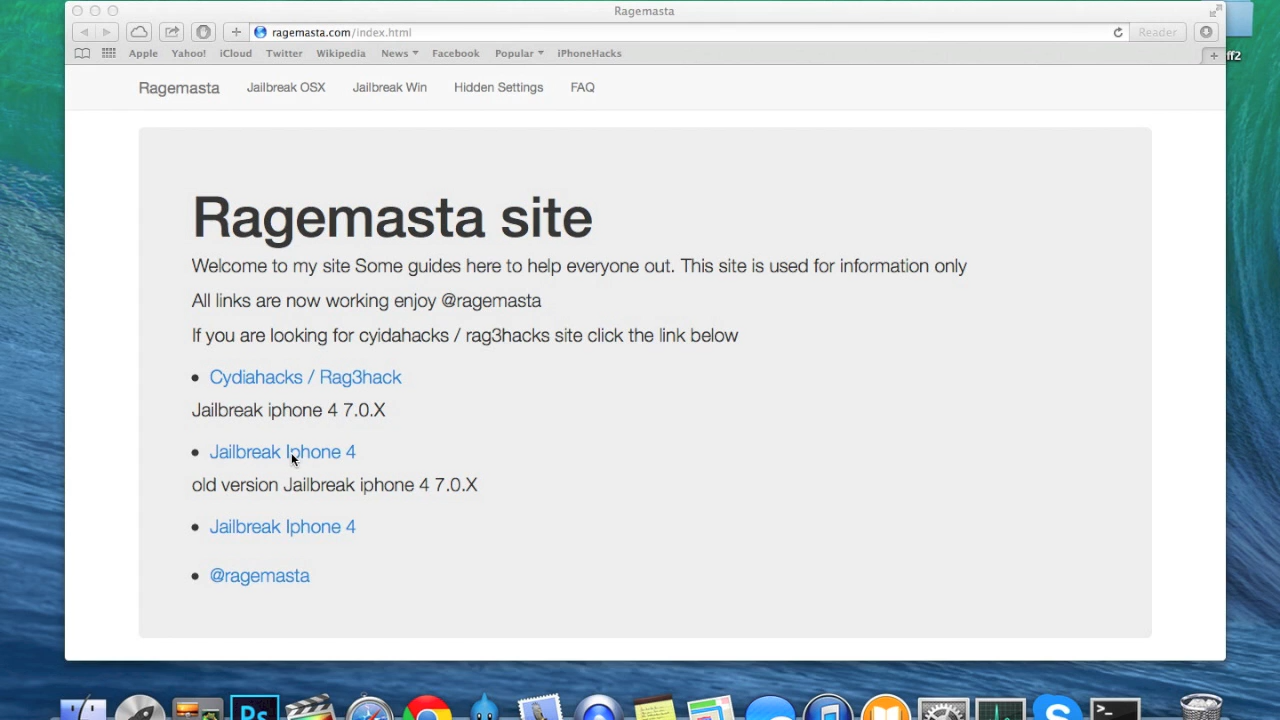 Ragemasta
ragemasta.com/index.html
Reader
Apple Yahoo! iCloud Twitter Wikipedia News Facebook Popular iPhoneHacks
ff2
Ragemasta Jailbreak OSX Jailbreak Win Hidden Settings FAQ
Ragemasta site
Welcome to my site Some guides here to help everyone out. This site is used for information only
All links are now working enjoy @ragemasta
If you are looking for cyidahacks / rag3hacks site click the link below
Cydiahacks / Rag3hack
Jailbreak iphone 4 7.0.X
Jailbreak Iphone 4
old version Jailbreak iphone 4 7.0.X
Jailbreak Iphone 4
@ragemasta
Ps